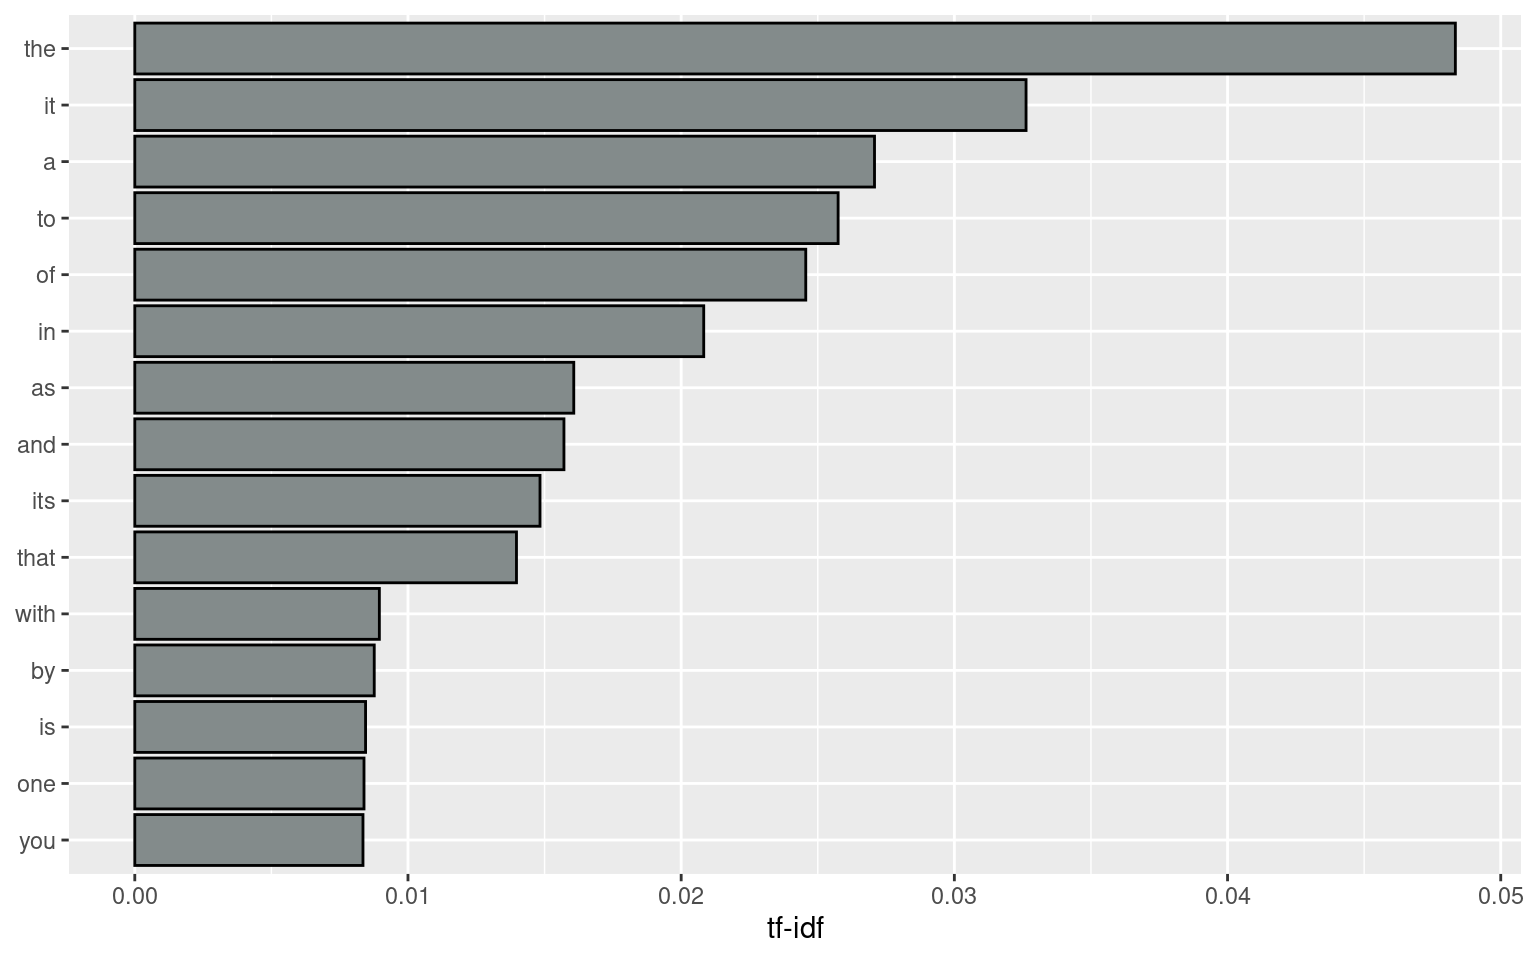 the
it
a
to
of
in
as
and
its
that
with
by
is
one
you
0.00 0.01 0.02 0.03 0.04 0.05
tf-idf